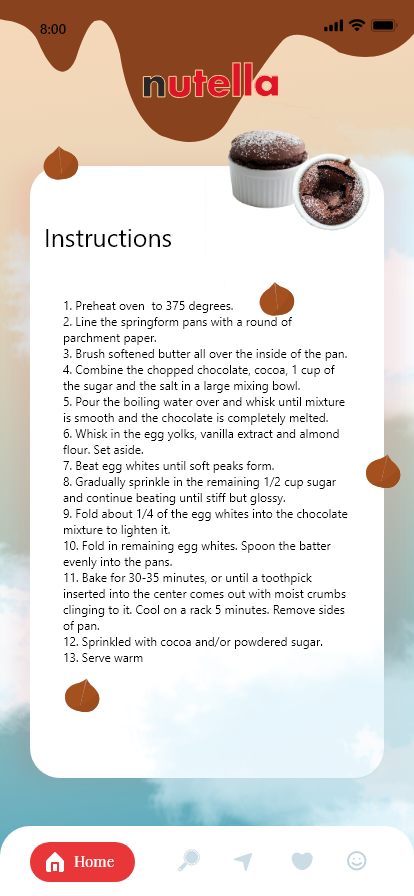 8:00
nutella
Instructions
1. Preheat oven  to 375 degrees.
2. Line the springform pans with a round of
parchment paper.
3. Brush softened butter all over the inside of the pan.
4. Combine the chopped chocolate, cocoa, 1 cup of
the sugar and the salt in a large mixing bowl.
5. Pour the boiling water over and whisk until mixture
is smooth and the chocolate is completely melted.
6. Whisk in the egg yolks, vanilla extract and almond
flour. Set aside.
7. Beat egg whites until soft peaks form.
8. Gradually sprinkle in the remaining 1/2 cup sugar
and continue beating until stiff but glossy.
9. Fold about 1/4 of the egg whites into the chocolate
mixture to lighten it.
10. Fold in remaining egg whites. Spoon the batter
evenly into the pans.
11. Bake for 30-35 minutes, or until a toothpick
inserted into the center comes out with moist crumbs
clinging to it. Cool on a rack 5 minutes. Remove sides
of pan.
12. Sprinkled with cocoa and/or powdered sugar.
13. Serve warm
Home